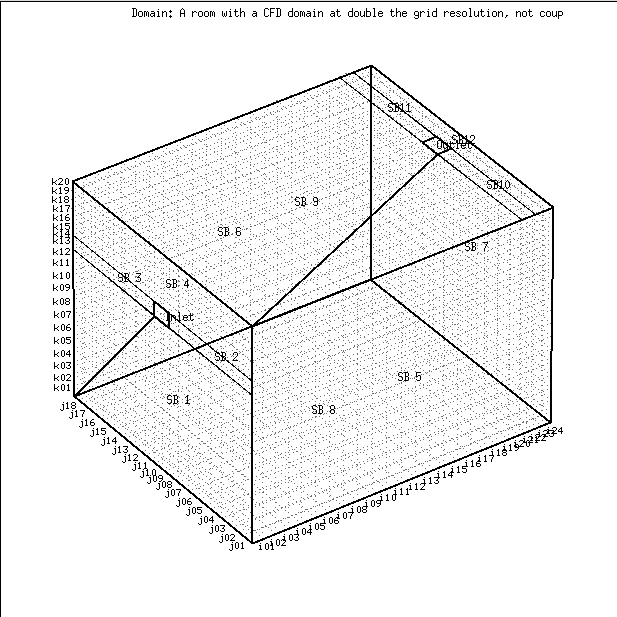 Domain: A room with a CFD domain at double the grid resolution, not coup
SB11
SB12
Outlet
SB10
k20
k19
k18
k17
k16
k15
k14
k13
k12
k11
k10
k09
k08
k07
k06
k05
k04
k03
k02
k01
SB 9
SB 6
SB 7
SB 3
SB 4
Inlet
SB 2
SB 5
SB 1
SB 8
j18
j17
j16
j15
j14
j13
j12
j11
j10
j09
j08
j07
j06
j05
j04
j03
j02
j01
i01
i02
i03
i04
i05
i06
i07
i08
i09
i10
i11
i12
i13
i14
i15
i16
i17
i18
i19
i20
i21
i22
i23
i24